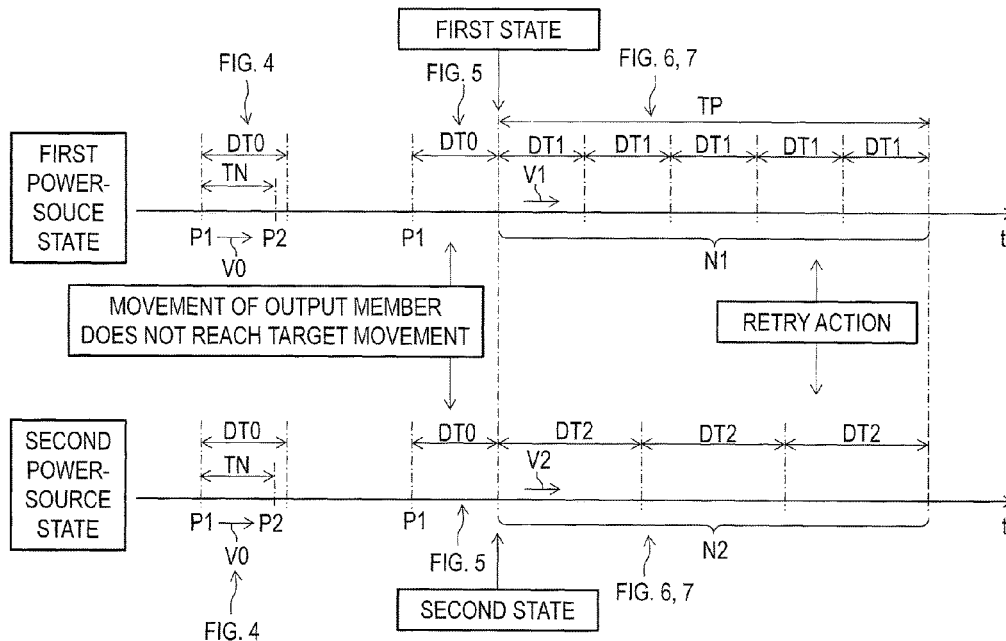 FIRST STATE
FIG. 4
FIG. 5
FIG. 6, 7
TP
FIRST
POWER-
SOUCE
STATE
DT0
DT0
DT1
DT1
DT1
DT1
DT1
TN
V1
P1
P2
P1
t
V0
N1
MOVEMENT OF OUTPUT MEMBER
DOES NOT REACH TARGET MOVEMENT
RETRY ACTION
SECOND
POWER-
SOURCE
STATE
DT0
DT0
DT2
DT2
DT2
TN
V2
P1
P2
P1
t
V0
N2
FIG. 5
FIG. 6, 7
SECOND STATE
FIG. 4